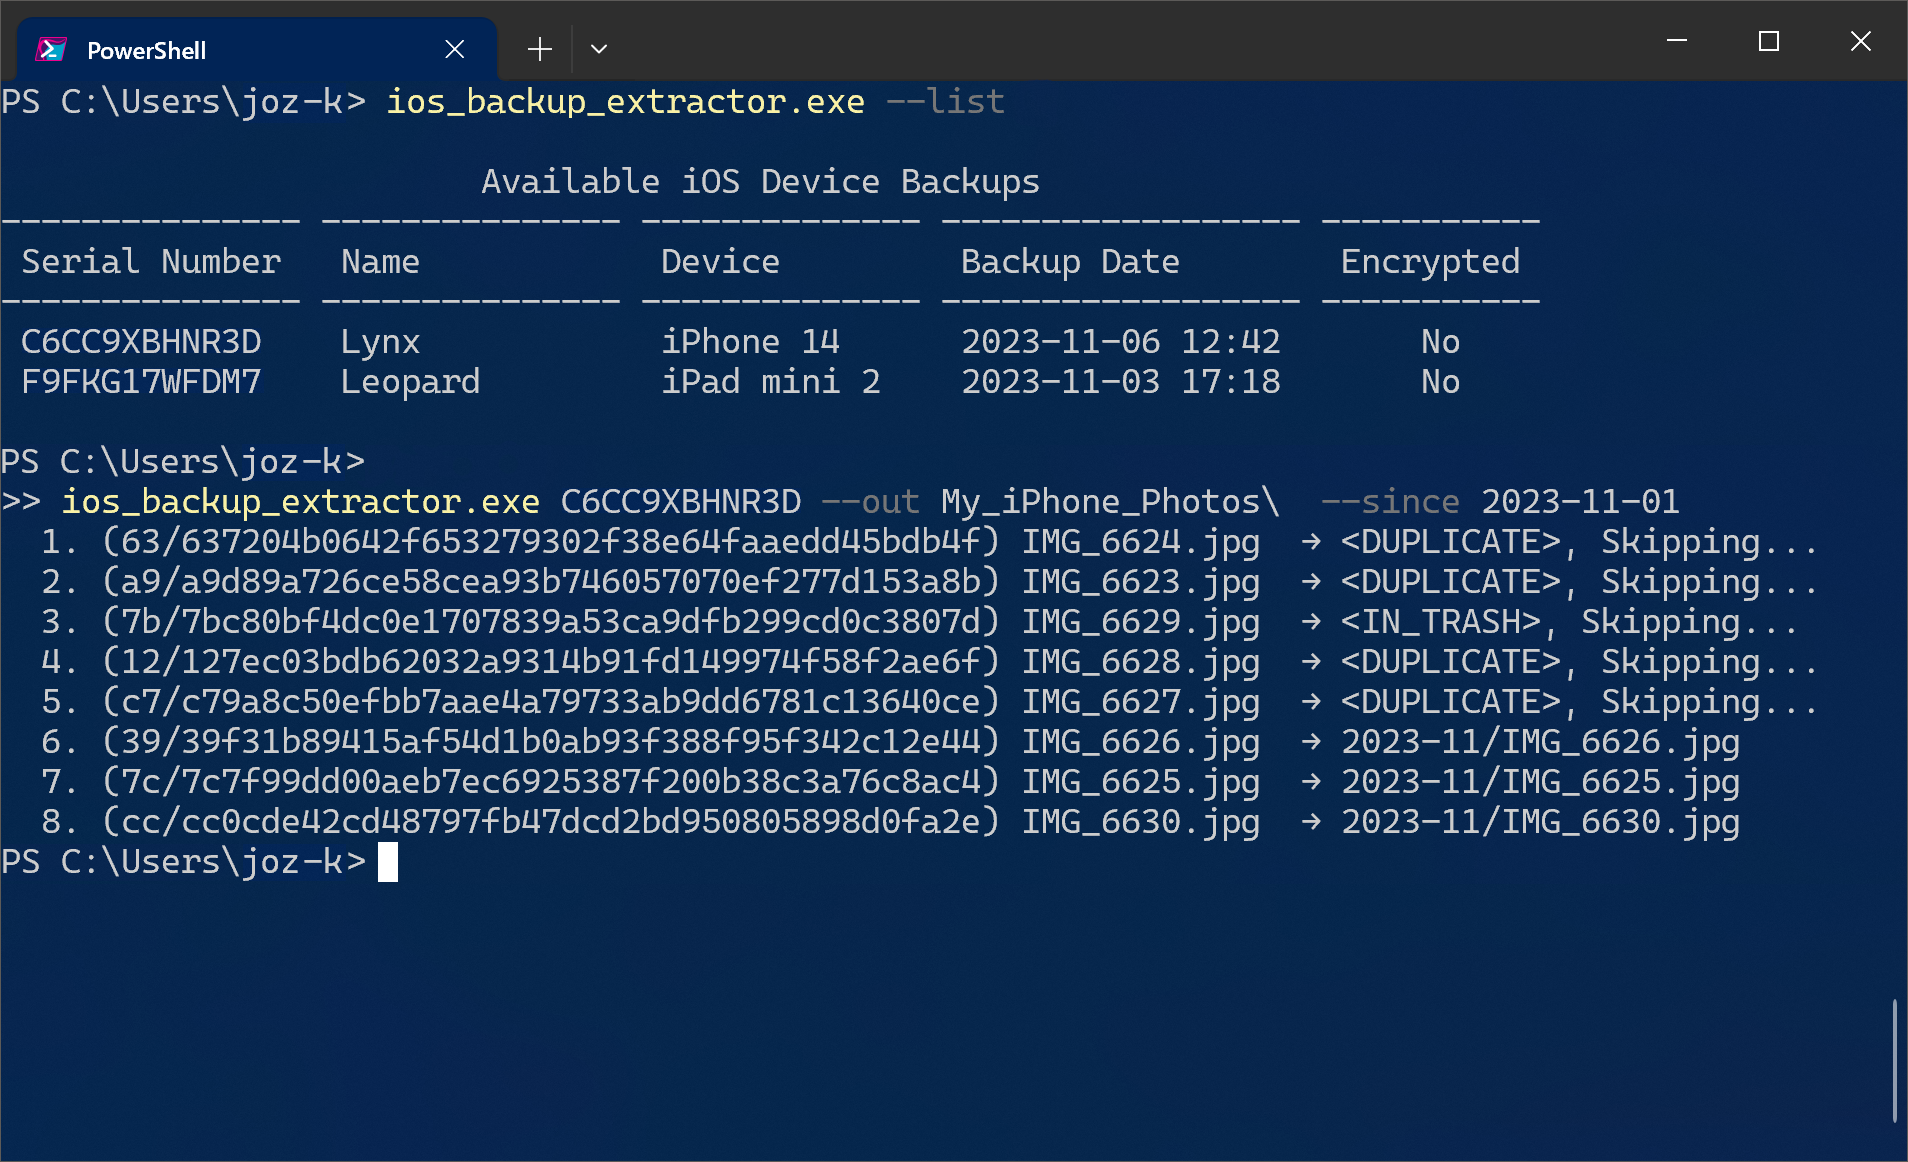 PowerShell
PS C:\Users\joz-k> ios_backup_extractor.exe --list
Available iOS Device Backups
--------------- --------------- -------------- ------------------ -----------
Serial Number Name Device Backup Date Encrypted
--------------- --------------- -------------- ------------------ -----------
C6CC9XBHNR3D Lynx iPhone 14 2023-11-06 12:42 No
F9FKG17WFDM7 Leopard iPad mini 2 2023-11-03 17:18 No
PS C:\Users\joz-k>
>> ios_backup_extractor.exe C6CC9XBHNR3D --out My_iPhone_Photos\ --since 2023-11-01
1. (63/637204b0642f653279302f38e64faaedd45bdb4f) IMG_6624.jpg → <DUPLICATE>, Skipping...
2. (a9/a9d89a726ce58cea93b746057070ef277d153a8b) IMG_6623.jpg → <DUPLICATE>, Skipping...
3. (7b/7bc80bf4dc0e1707839a53ca9dfb299cd0c3807d) IMG_6629.jpg → <IN_TRASH>, Skipping...
4. (12/127ec03bdb62032a9314b91fd149974f58f2ae6f) IMG_6628.jpg → <DUPLICATE>, Skipping...
5. (c7/c79a8c50efbb7aae4a79733ab9dd6781c13640ce) IMG_6627.jpg → <DUPLICATE>, Skipping...
6. (39/39f31b89415af54d1b0ab93f388f95f342c12e44) IMG_6626.jpg → 2023-11/IMG_6626.jpg
7. (7c/7c7f99dd00aeb7ec6925387f200b38c3a76c8ac4) IMG_6625.jpg → 2023-11/IMG_6625.jpg
8. (cc/cc0cde42cd48797fb47dcd2bd950805898d0fa2e) IMG_6630.jpg → 2023-11/IMG_6630.jpg
PS C:\Users\joz-k>